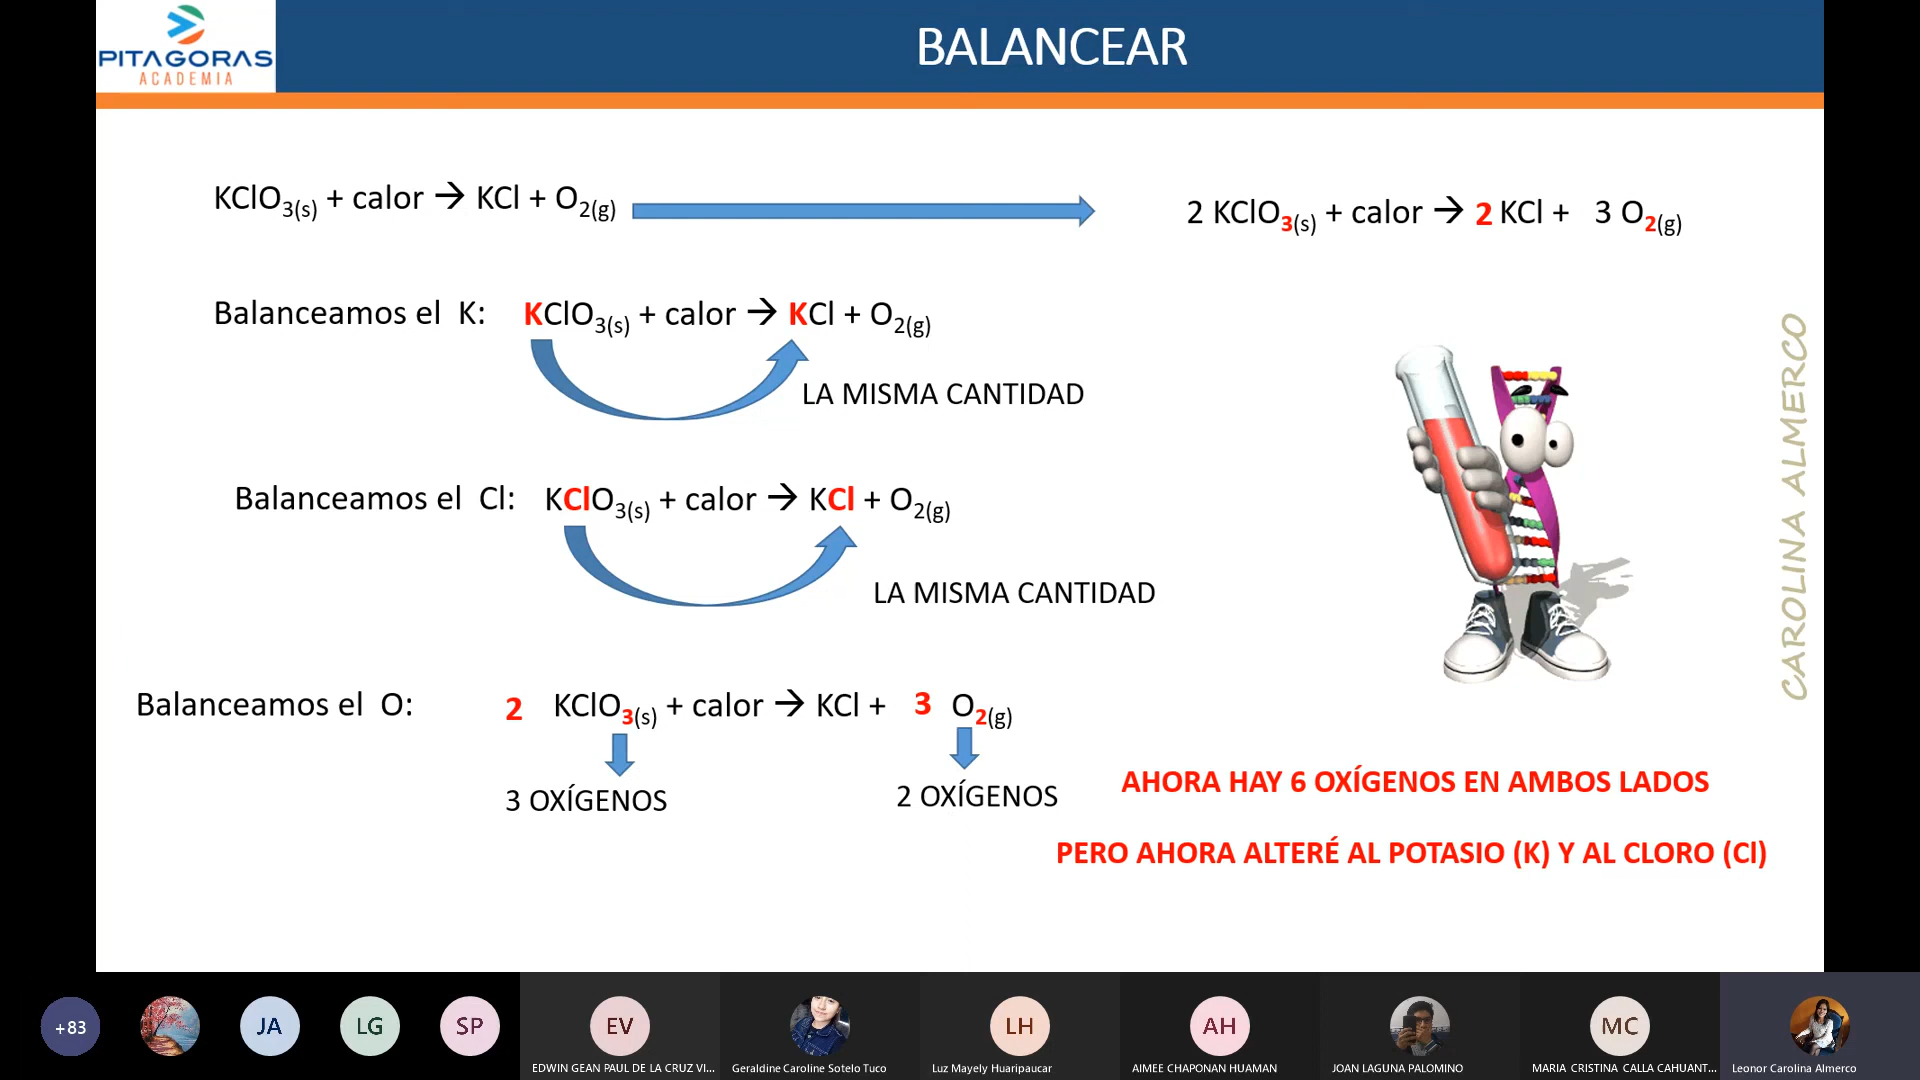 PITAGORAS
ACADEMIA
BALANCEAR
KClO3(s) + calor → KCl + O2(g)
2 KClO3(s) + calor → 2 KCl + 3 O2(g)
Balanceamos el K: KClO3(s) + calor → KCl + O2(g)
LA MISMA CANTIDAD
Balanceamos el Cl: KClO3(s) + calor → KCl + O2(g)
LA MISMA CANTIDAD
Balanceamos el O: 2 KClO3(s) + calor → KCl + 3 O2(g)
3 OXÍGENOS
2 OXÍGENOS
AHORA HAY 6 OXÍGENOS EN AMBOS LADOS
PERO AHORA ALTERÉ AL POTASIO (K) Y AL CLORO (Cl)
CAROLINA ALMERCO
+83
JA
LG
SP
EV
LH
AH
MC
EDWIN GEAN PAUL DE LA CRUZ VI...
Geraldine Caroline Sotelo Tuco
Luz Mayely Huaripaucar
AIMEE CHAPONAN HUAMAN
JOAN LAGUNA PALOMINO
MARIA CRISTINA CALLA CAHUANT...
Leonor Carolina Almerco